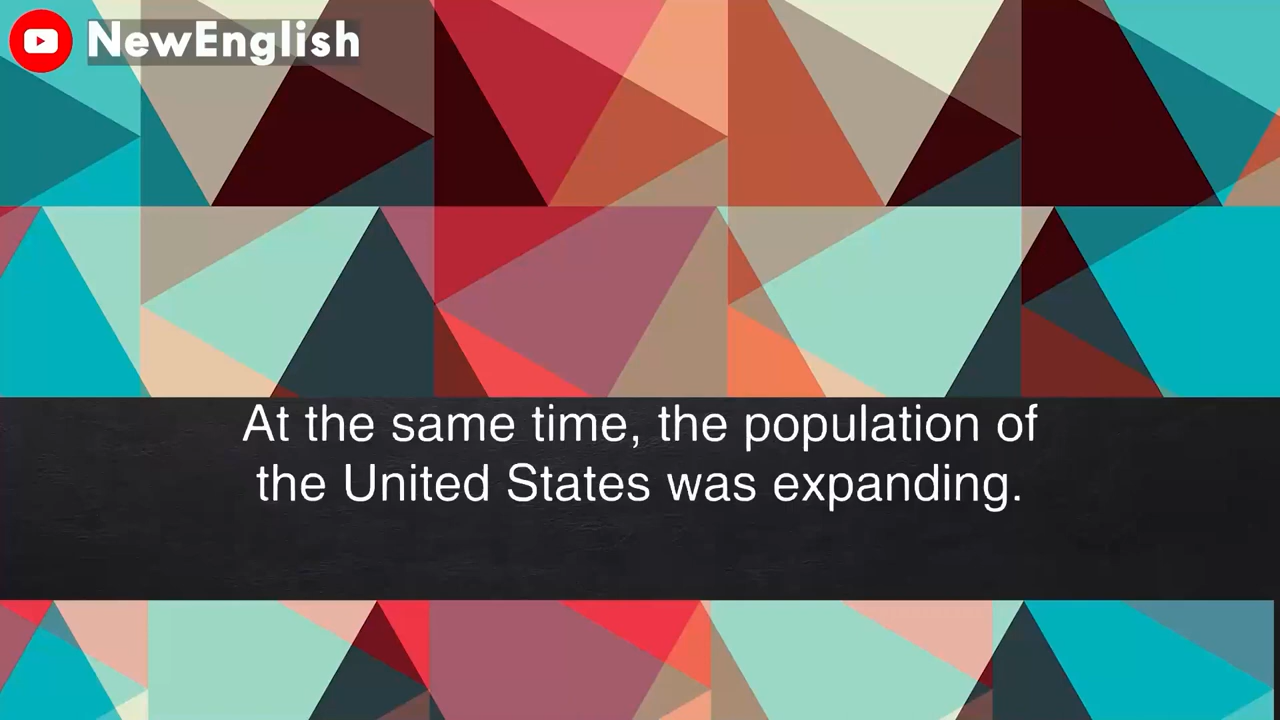 NewEnglish
At the same time, the population of
the United States was expanding.